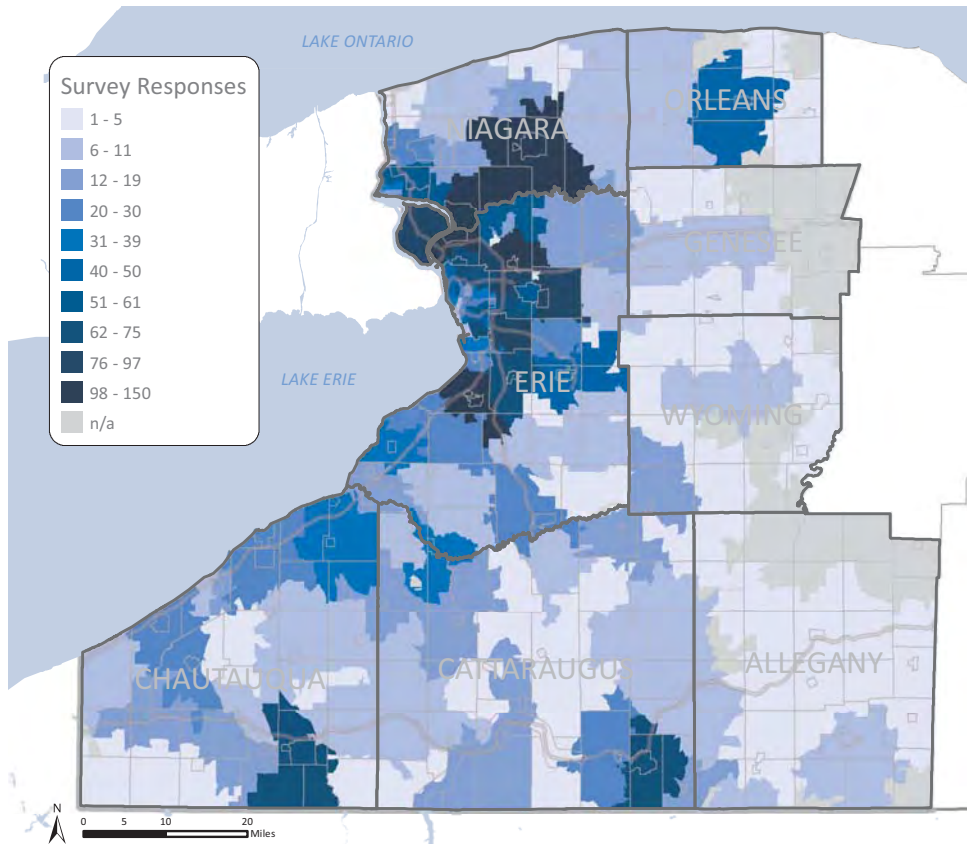 LAKE ONTARIO
Survey Responses
1 - 5
6 - 11
12 - 19
20 - 30
31 - 39
40 - 50
51 - 61
62 - 75
76 - 97
98 - 150
n/a
ORLEANS
NIAGARA
GENESEE
LAKE ERIE
ERIE
WYOMING
CHAUTAUQUA
CATTARAUGUS
ALLEGANY
N
0 5 10 20
Miles